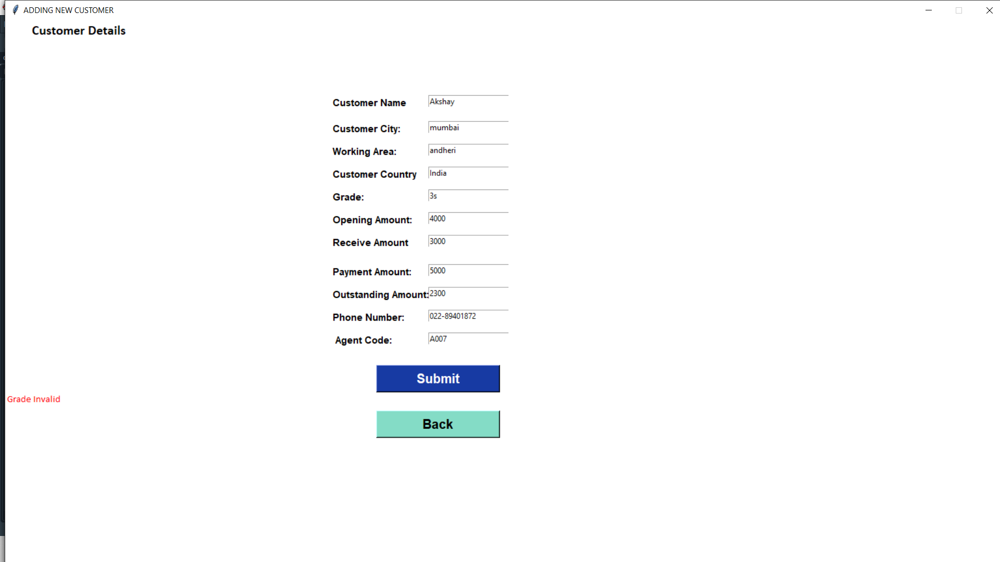 ADDING NEW CUSTOMER
Customer Details
Customer Name Akshay
Customer City: mumbai
Working Area: andheri
Customer Country India
Grade: 3s
Opening Amount: 4000
Receive Amount 3000
Payment Amount: 5000
Outstanding Amount: 2300
Phone Number: 022-89401872
Agent Code: A007
Submit
Grade Invalid
Back